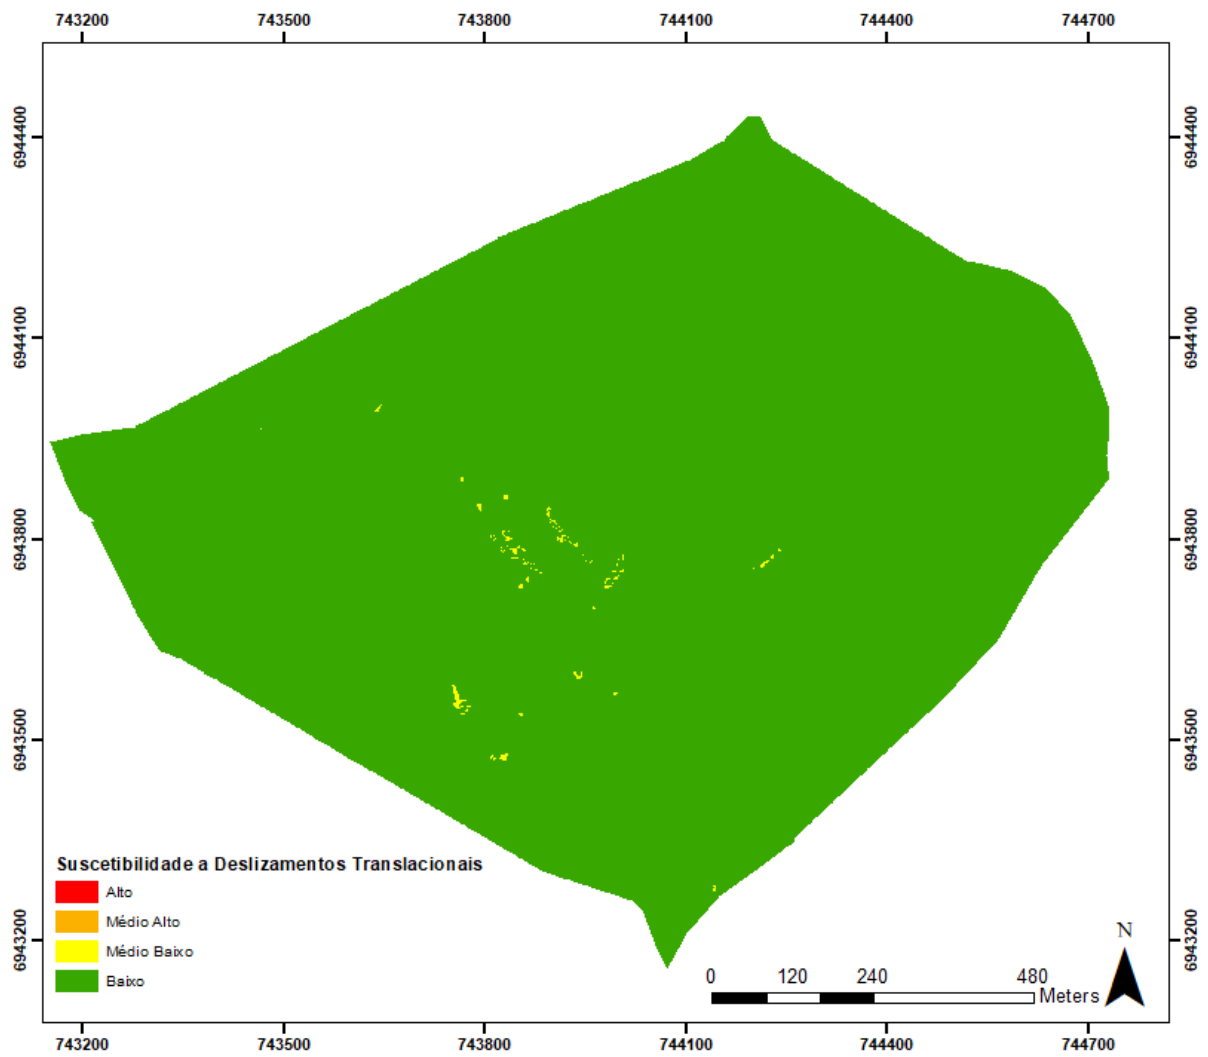 743200 743500 743800 744100 744400 744700
6944400 6944400
6944100 6944100
6943800 6943800
6943500 6943500
6943200 6943200
Suscetibilidade a Deslizamentos Translacionais
Alto
Médio Alto
Médio Baixo
Baixo
N
0 120 240 480
Meters
743200 743500 743800 744100 744400 744700